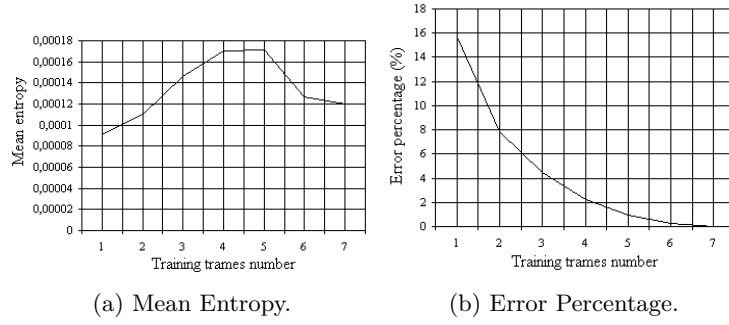 Mean entropy
0,00018
0,00016
0,00014
0,00012
0,0001
0,00008
0,00006
0,00004
0,00002
0
1 2 3 4 5 6 7
Training trames number
(a) Mean Entropy.
Error percentage (%)
18
16
14
12
10
8
6
4
2
0
1 2 3 4 5 6 7
Training trames number
(b) Error Percentage.